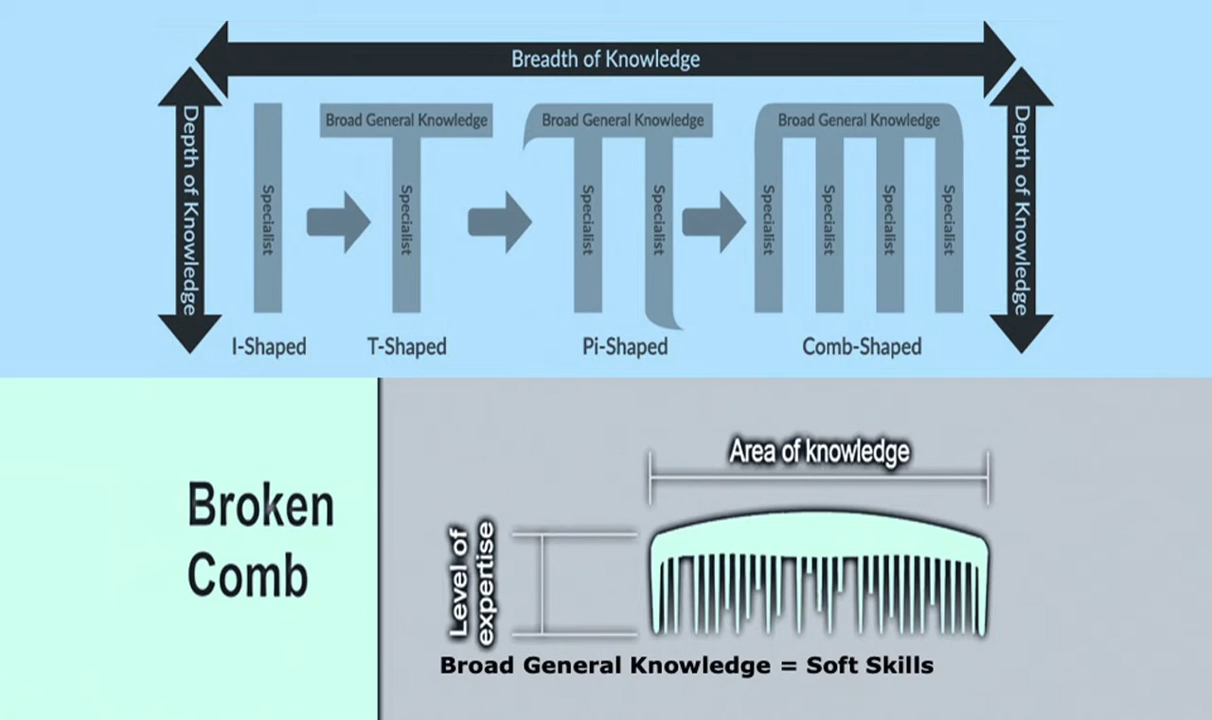 Breadth of Knowledge
Depth of Knowledge
Specialist
I-Shaped
Broad General Knowledge
Specialist
T-Shaped
Broad General Knowledge
Specialist
Specialist
Pi-Shaped
Broad General Knowledge
Specialist
Specialist
Specialist
Specialist
Comb-Shaped
Depth of Knowledge
Broken
Comb
Area of knowledge
Level of
expertise
Broad General Knowledge = Soft Skills